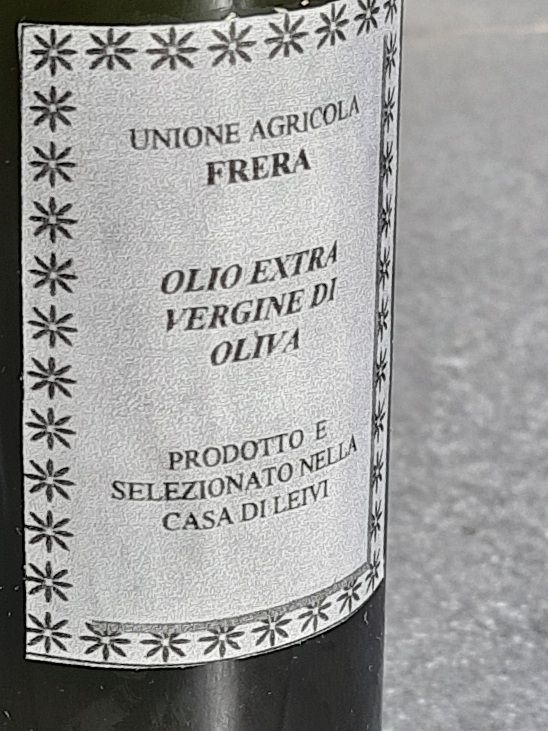 UNIONE AGRICOLA
FRERA
OLIO EXTRA
VERGINE DI
OLIVA
PRODOTTO E
SELEZIONATO NELLA
CASA DI LEIVI